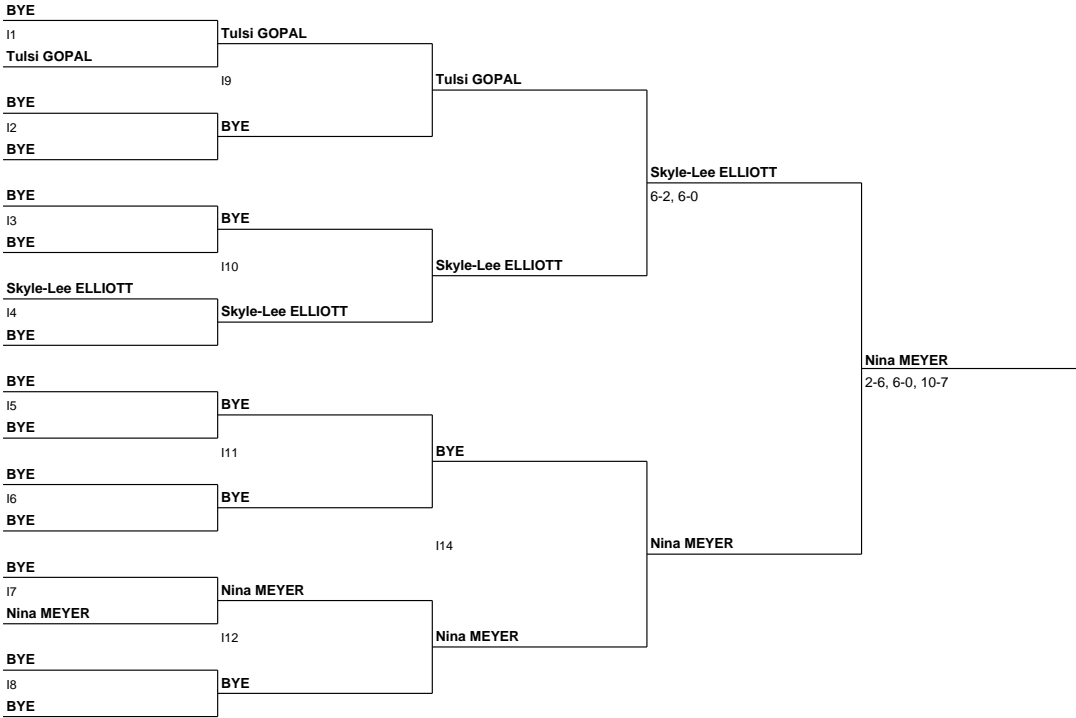 BYE
I1
Tulsi GOPAL
BYE
I2
BYE
BYE
I3
BYE
Skyle-Lee ELLIOTT
I4
BYE
BYE
I5
BYE
BYE
I6
BYE
BYE
I7
Nina MEYER
BYE
I8
BYE
Tulsi GOPAL
I9
BYE
BYE
I10
Skyle-Lee ELLIOTT
BYE
I11
BYE
Nina MEYER
I12
BYE
Tulsi GOPAL
Skyle-Lee ELLIOTT
BYE
I14
Nina MEYER
Skyle-Lee ELLIOTT
6-2, 6-0
Nina MEYER
Nina MEYER
2-6, 6-0, 10-7